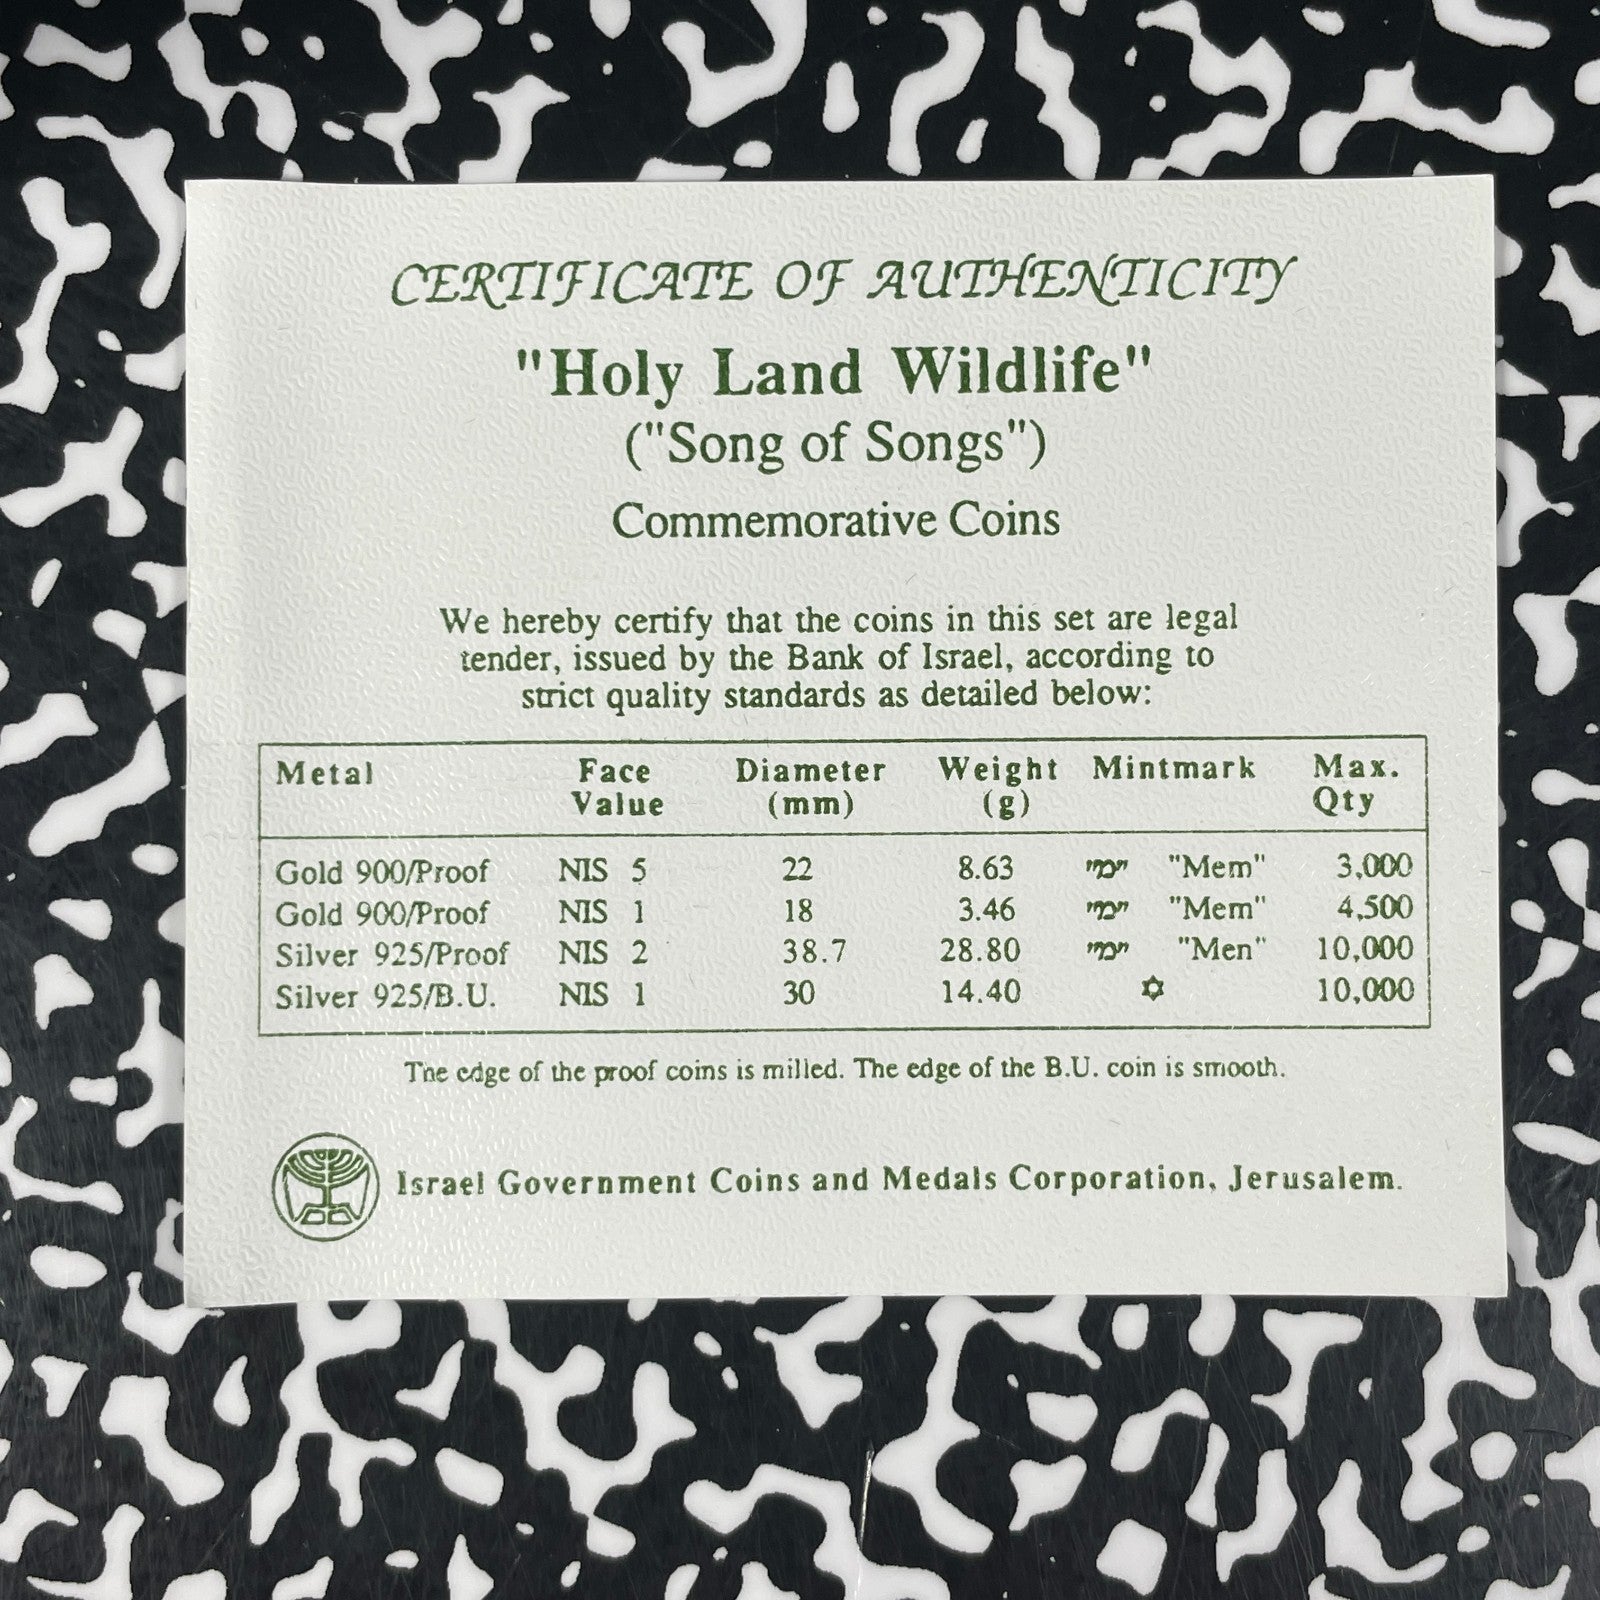 CERTIFICATE OF AUTHENTICITY
"Holy Land Wildlife"
("Song of Songs")
Commemorative Coins
We hereby certify that the coins in this set are legal
tender, issued by the Bank of Israel, according to
strict quality standards as detailed below:
Metal Face Value Diameter (mm) Weight (g) Mintmark Max. Qty
Gold 900/Proof NIS 5 22 8.63 "Mem" 3,000
Gold 900/Proof NIS 1 18 3.46 "Mem" 4,500
Silver 925/Proof NIS 2 38.7 28.80 "Men" 10,000
Silver 925/B.U. NIS 1 30 14.40 ✡ 10,000
The edge of the proof coins is milled. The edge of the B.U. coin is smooth.
Israel Government Coins and Medals Corporation, Jerusalem.